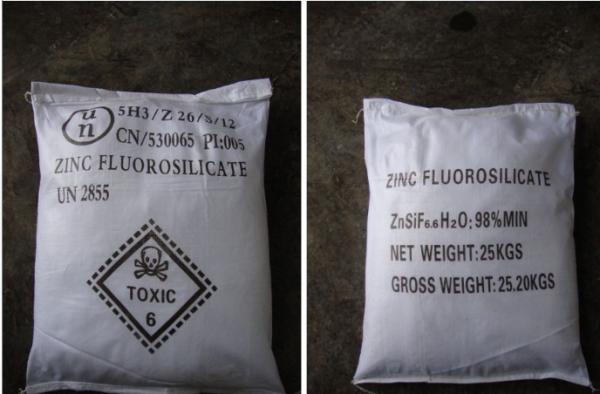 un
5H3/Z 26/S/12
CN/530065 PI:005
ZINC FLUOROSILICATE
UN 2855
TOXIC
6
ZINC FLUOROSILICATE
ZnSiF6.6H2O:98%MIN
NET WEIGHT:25KGS
GROSS WEIGHT:25.20KGS